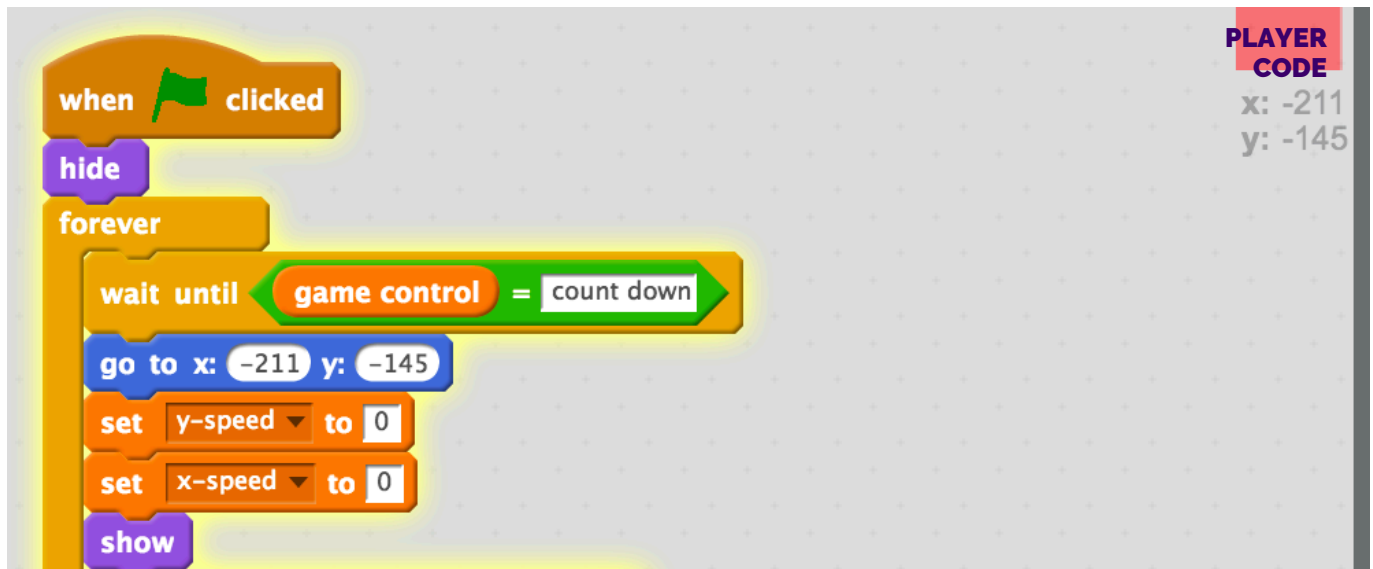 PLAYER
CODE
x: -211
y: -145
when clicked
hide
forever
wait until game control = count down
go to x: -211 y: -145
set y-speed to 0
set x-speed to 0
show